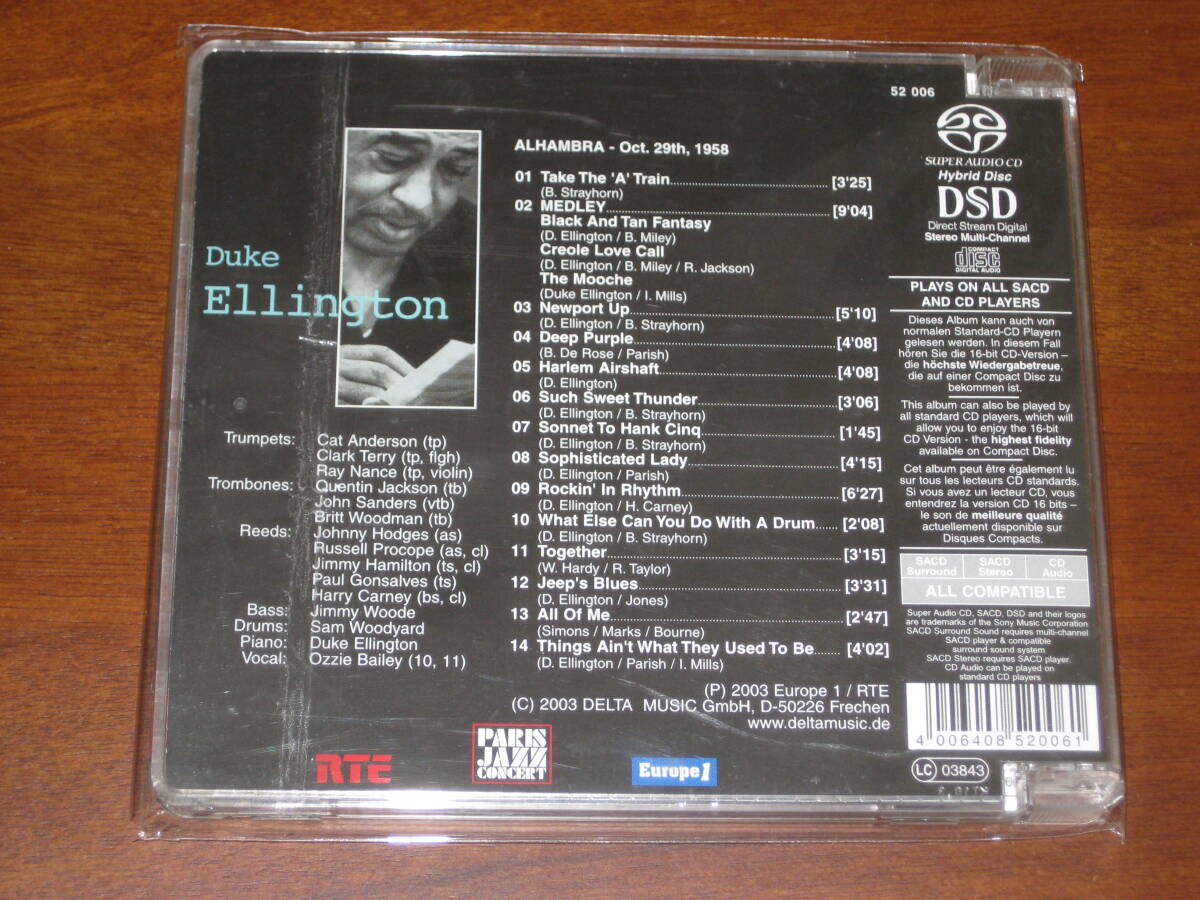 52 006
SUPER AUDIO CD
Hybrid Disc
DSD
Direct Stream Digital
Stereo Multi-Channel
COMPACT
disc
DIGITAL AUDIO
PLAYS ON ALL SACD
AND CD PLAYERS
Dieses Album kann auch von
normalen Standard-CD Playern
gelesen werden. In diesem Fall
hören Sie die 16-bit CD-Version –
die höchste Wiedergabetreue,
die auf einer Compact Disc zu
bekommen ist.
This album can also be played by
all standard CD players, which will
allow you to enjoy the 16-bit
CD Version - the highest fidelity
available on Compact Disc.
Cet album peut être également lu
sur tous les lecteurs CD standards.
Si vous avez un lecteur CD, vous
entendrez la version CD 16 bits –
le son de meilleure qualité
actuellement disponible sur
Disques Compacts.
SACD Surround
SACD Stereo
CD Audio
ALL COMPATIBLE
Super Audio CD, SACD, DSD and their logos
are trademarks of the Sony Music Corporation
SACD Surround Sound requires multi-channel
SACD player & compatible
surround sound system
SACD Stereo requires SACD player.
CD Audio can be played on
standard CD players
4 006408 520061
LC 03843
Duke
Ellington
ALHAMBRA - Oct. 29th, 1958
01 Take The 'A' Train [3'25]
(B. Strayhorn)
02 MEDLEY [9'04]
Black And Tan Fantasy
(D. Ellington / B. Miley)
Creole Love Call
(D. Ellington / B. Miley / R. Jackson)
The Mooche
(Duke Ellington / I. Mills)
03 Newport Up [5'10]
(D. Ellington / B. Strayhorn)
04 Deep Purple [4'08]
(B. De Rose / Parish)
05 Harlem Airshaft [4'08]
(D. Ellington)
06 Such Sweet Thunder [3'06]
(D. Ellington / B. Strayhorn)
07 Sonnet To Hank Cinq [1'45]
(D. Ellington / B. Strayhorn)
08 Sophisticated Lady [4'15]
(D. Ellington / Parish)
09 Rockin' In Rhythm [6'27]
(D. Ellington / H. Carney)
10 What Else Can You Do With A Drum [2'08]
(D. Ellington / B. Strayhorn)
11 Together [3'15]
(W. Hardy / R. Taylor)
12 Jeep's Blues [3'31]
(D. Ellington / Jones)
13 All Of Me [2'47]
(Simons / Marks / Bourne)
14 Things Ain't What They Used To Be [4'02]
(D. Ellington / Parish / I. Mills)
(P) 2003 Europe 1 / RTE
(C) 2003 DELTA MUSIC GmbH, D-50226 Frechen
www.deltamusic.de
Trumpets: Cat Anderson (tp)
Clark Terry (tp, flgh)
Ray Nance (tp, violin)
Trombones: Quentin Jackson (tb)
John Sanders (vtb)
Britt Woodman (tb)
Reeds: Johnny Hodges (as)
Russell Procope (as, cl)
Jimmy Hamilton (ts, cl)
Paul Gonsalves (ts)
Harry Carney (bs, cl)
Bass: Jimmy Woode
Drums: Sam Woodyard
Piano: Duke Ellington
Vocal: Ozzie Bailey (10, 11)
RTE
PARIS
JAZZ
CONCERT
Europe 1